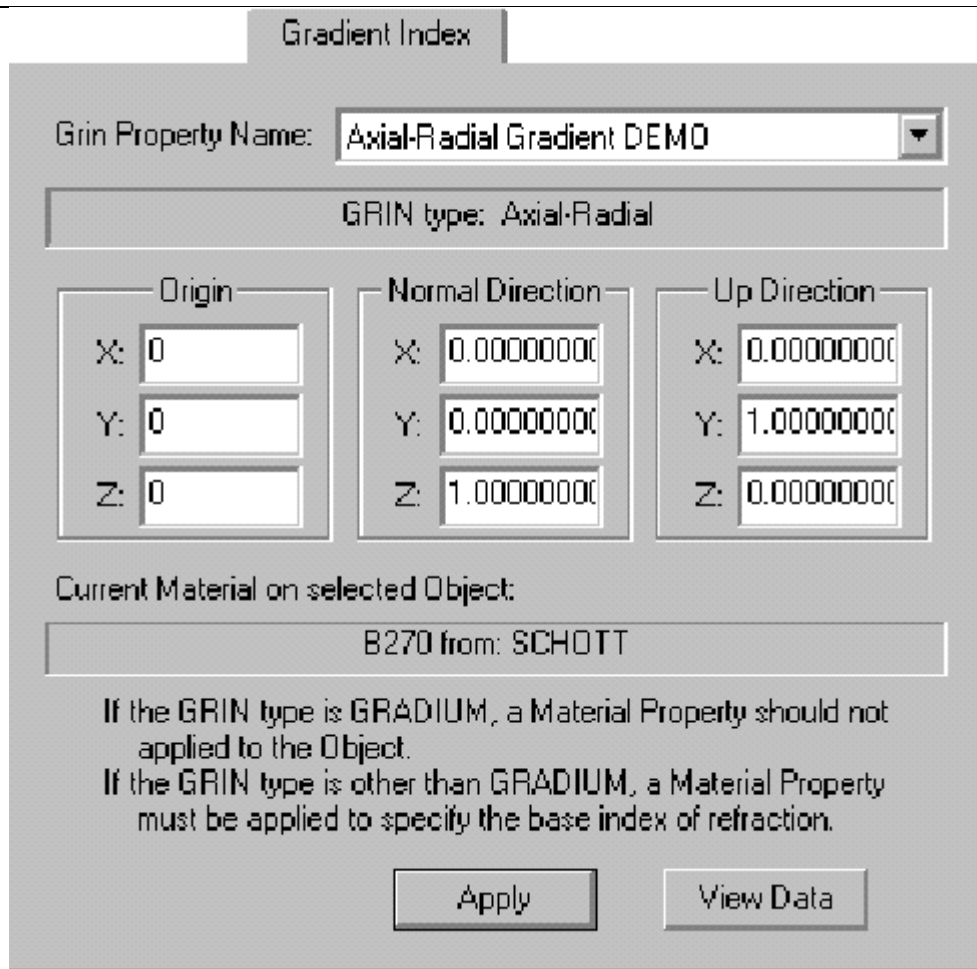 Gradient Index
Grin Property Name: Axial-Radial Gradient DEMO
GRIN type: Axial-Radial
Origin Normal Direction Up Direction
X: 0 X: 0.00000000 X: 0.00000000
Y: 0 Y: 0.00000000 Y: 1.00000000
Z: 0 Z: 1.00000000 Z: 0.00000000
Current Material on selected Object:
B270 from: SCHOTT
If the GRIN type is GRADIUM, a Material Property should not
applied to the Object.
If the GRIN type is other than GRADIUM, a Material Property
must be applied to specify the base index of refraction.
Apply View Data